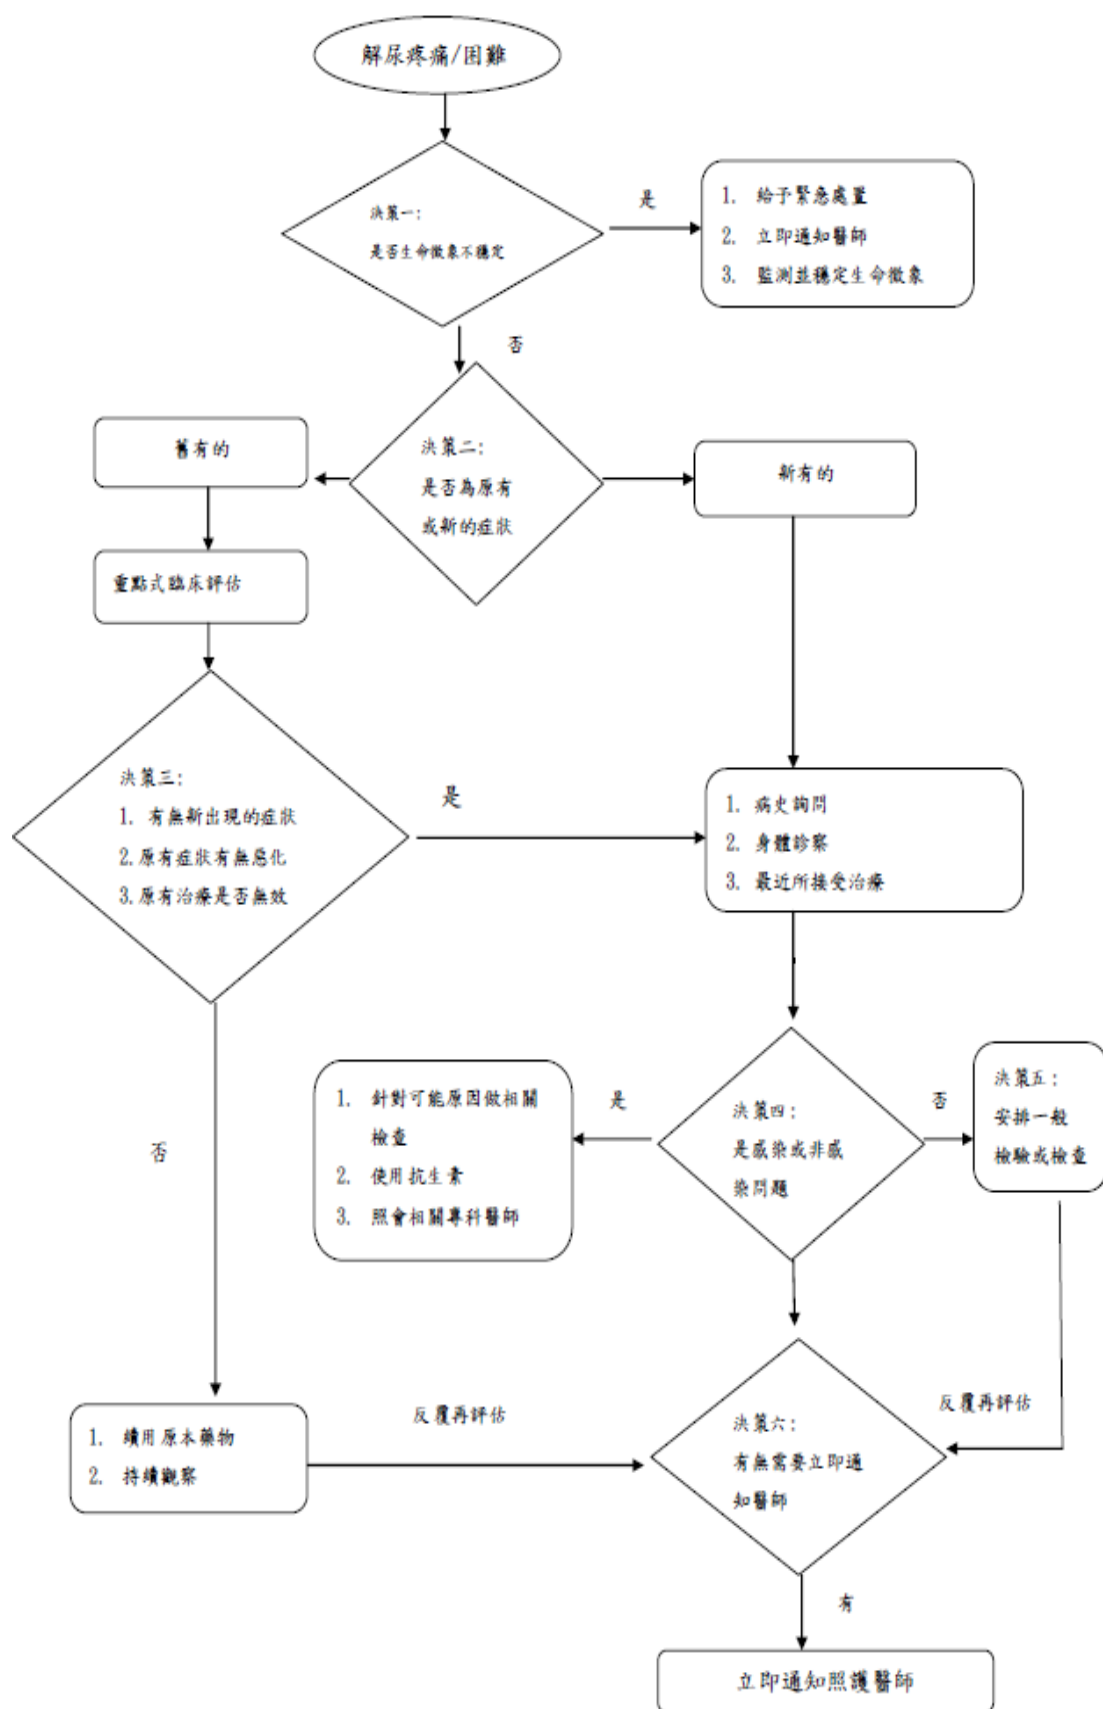 解尿疼痛/困難
決策一:
是否生命徵象不穩定
是
1. 給予緊急處置
2. 立即通知醫師
3. 監測並穩定生命徵象
否
舊有的
決策二:
是否為原有
或新的症狀
新有的
重點式臨床評估
決策三:
1. 有無新出現的症狀
2.原有症狀有無惡化
3.原有治療是否無效
是
1. 病史詢問
2. 身體診察
3. 最近所接受治療
否
1. 針對可能原因做相關
檢查
2. 使用抗生素
3. 照會相關專科醫師
是
決策四:
是感染或非感
染問題
否
決策五:
安排一般
檢驗或檢查
1. 續用原本藥物
2. 持續觀察
反覆再評估
決策六:
有無需要立即通
知醫師
反覆再評估
有
立即通知照護醫師